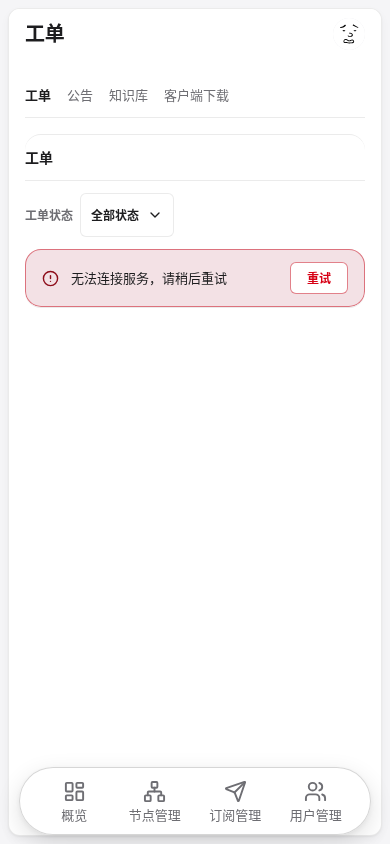 工单
工单 公告 知识库 客户端下载
工单
工单状态 全部状态
无法连接服务，请稍后重试 重试
概览 节点管理 订阅管理 用户管理